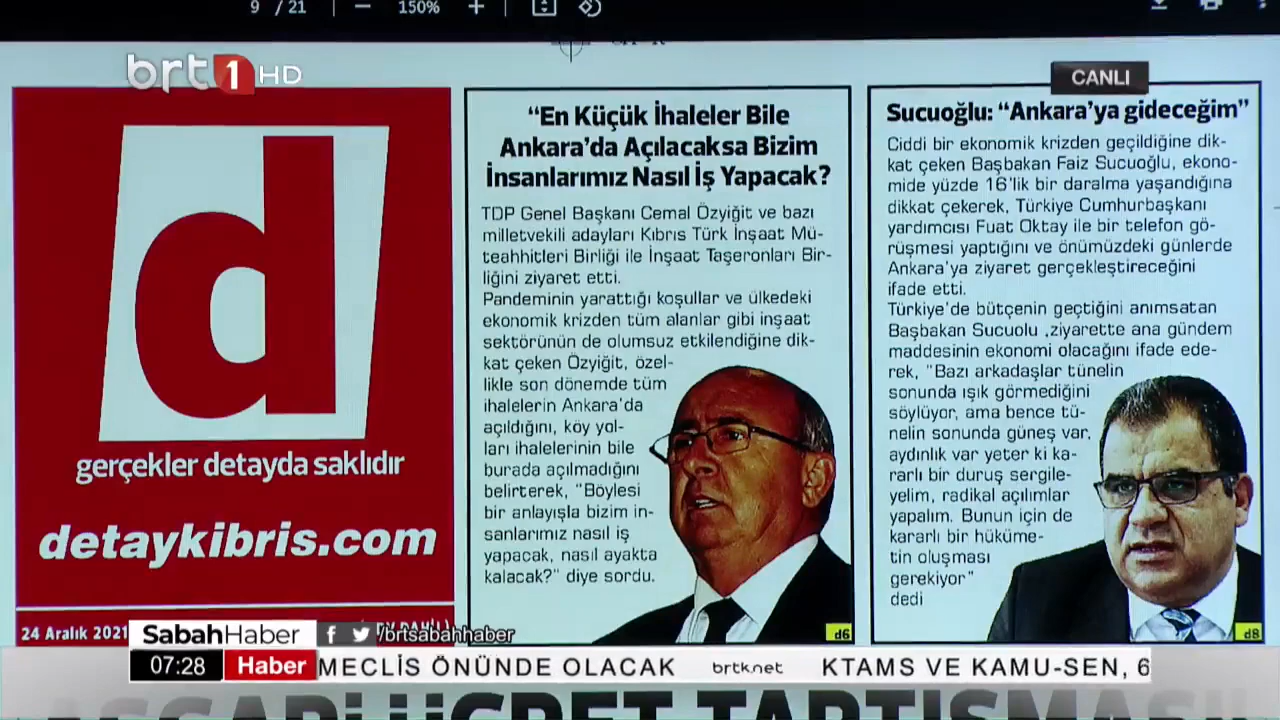 9 / 21
150%
brt 1 HD
CANLI
d
gerçekler detayda saklıdır
detaykibris.com
24 Aralık 2021
“En Küçük İhaleler Bile
Ankara’da Açılacaksa Bizim
İnsanlarımız Nasıl İş Yapacak?
TDP Genel Başkanı Cemal Özyiğit ve bazı
milletvekili adayları Kıbrıs Türk İnşaat Mü-
teahhitleri Birliği ile İnşaat Taşeronları Bir-
liğini ziyaret etti.
Pandeminin yarattığı koşullar ve ülkedeki
ekonomik krizden tüm alanlar gibi inşaat
sektörünün de olumsuz etkilendiğine dik-
kat çeken Özyiğit, özel-
likle son dönemde tüm
ihalelerin Ankara’da
açıldığını, köy yol-
ları ihalelerinin bile
burada açılmadığını
belirterek, “Böylesi
bir anlayışla bizim in-
sanlarımız nasıl iş
yapacak, nasıl ayakta
kalacak?” diye sordu.
d6
Sucuoğlu: “Ankara’ya gideceğim”
Ciddi bir ekonomik krizden geçildiğine dik-
kat çeken Başbakan Faiz Sucuoğlu, ekono-
mide yüzde 16’lik bir daralma yaşandığına
dikkat çekerek, Türkiye Cumhurbaşkanı
yardımcısı Fuat Oktay ile bir telefon gö-
rüşmesi yaptığını ve önümüzdeki günlerde
Ankara’ya ziyaret gerçekleştireceğini
ifade etti.
Türkiye’de bütçenin geçtiğini anımsatan
Başbakan Sucuolu ,ziyarette ana gündem
maddesinin ekonomi olacağını ifade ede-
rek, “Bazı arkadaşlar tünelin
sonunda ışık görmediğini
söylüyor, ama bence tü-
nelin sonunda güneş var,
aydınlık var yeter ki ka-
rarlı bir duruş sergile-
yelim, radikal açılımlar
yapalım. Bunun için de
kararlı bir hüküme-
tin oluşması
gerekiyor”
dedi
d8
SabahHaber
/brtsabahhaber
07:28 Haber MECLİS ÖNÜNDE OLACAK brtk.net KTAMS VE KAMU-SEN, 6
ASGARİ ÜCRET TARTIŞMASI